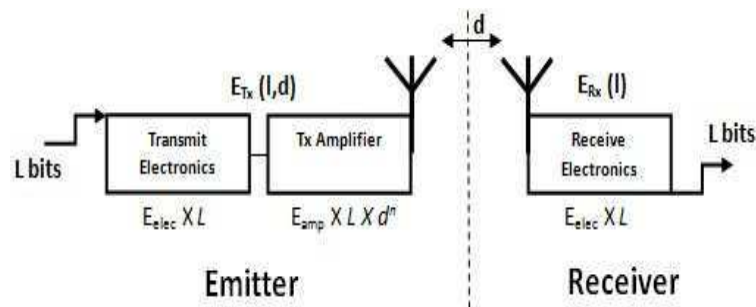 d
E_Tx (l,d)
E_Rx (l)
L bits
Transmit
Electronics
Tx Amplifier
Receive
Electronics
L bits
E_elec X L
E_amp X L X d^n
E_elec X L
Emitter
Receiver